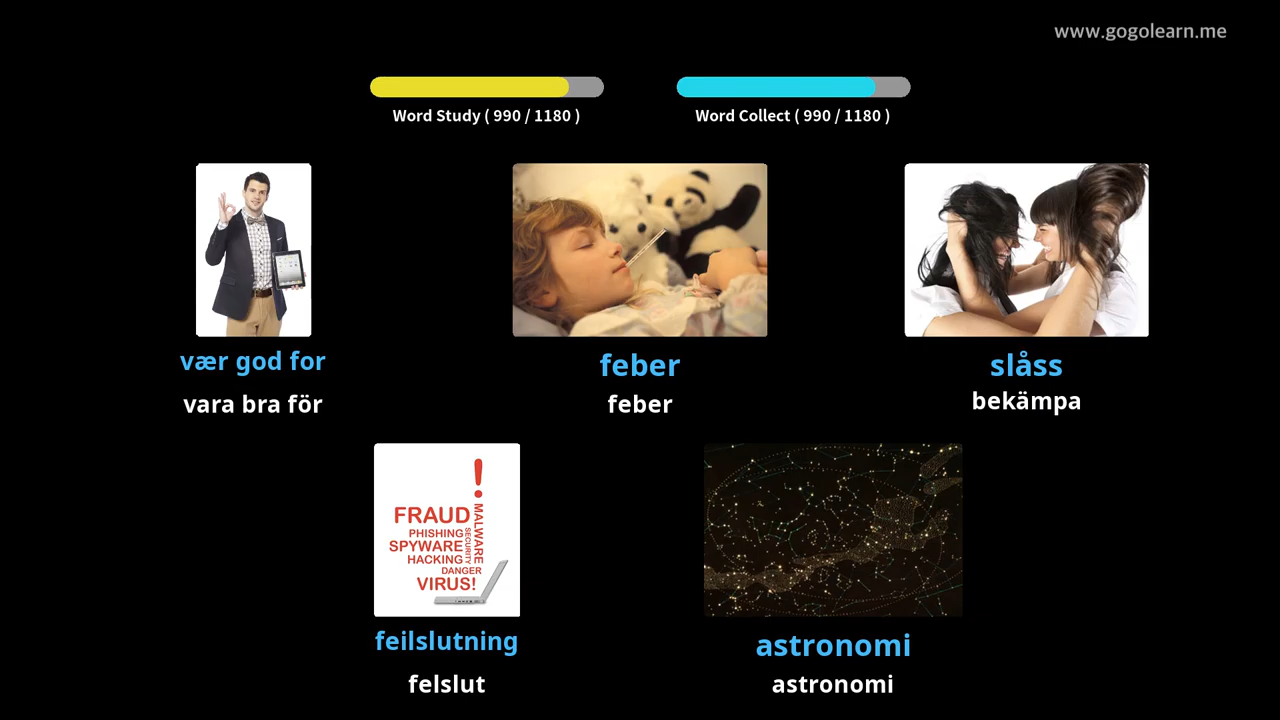 www.gogolearn.me
Word Study ( 990 / 1180 )
Word Collect ( 990 / 1180 )
vær god for
vara bra för
feber
feber
slåss
bekämpa
!
FRAUD
PHISHING
SPYWARE
HACKING
DANGER
VIRUS!
SECURITY
MALWARE
feilslutning
felslut
astronomi
astronomi